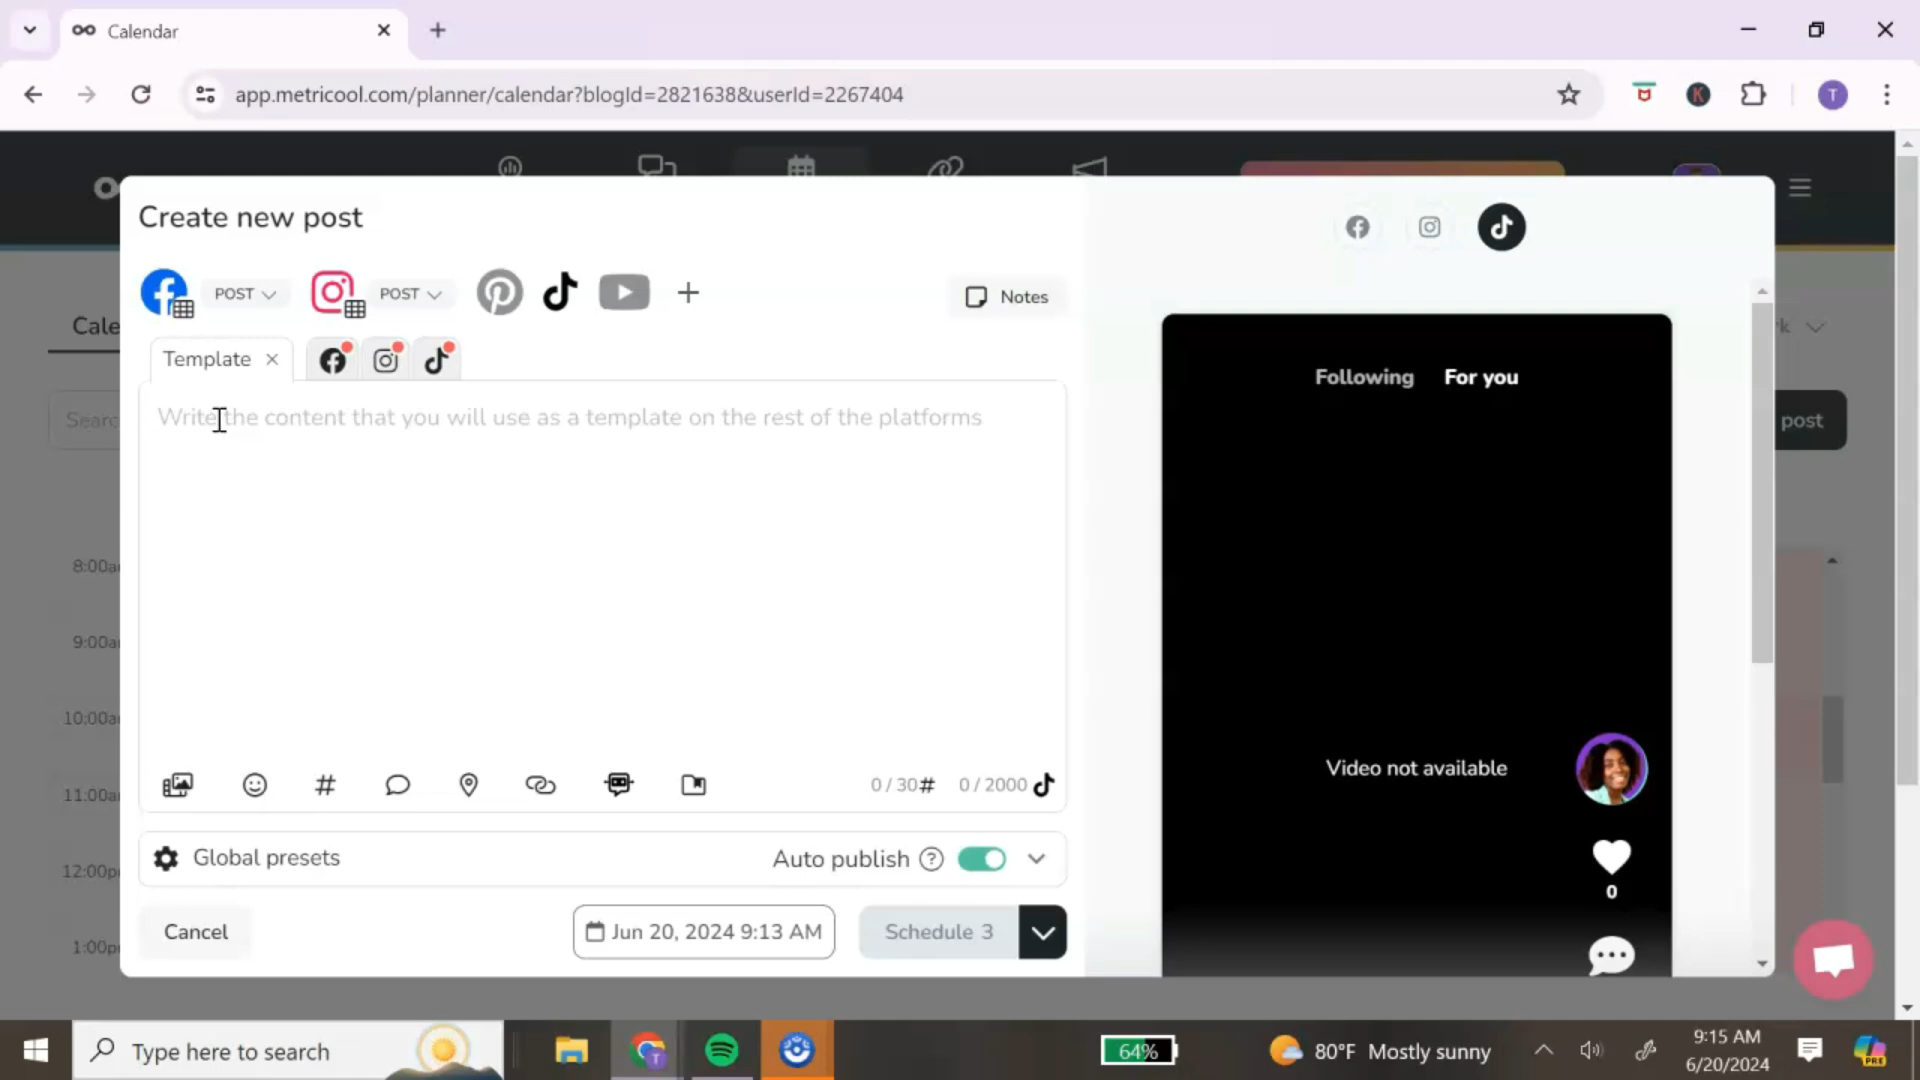 Calendar
app.metricool.com/planner/calendar?blogId=2821638&userId=2267404
K
T
Create new post
POST
POST
Notes
Cale
k
Template
Following
For you
Write the content that you will use as a template on the rest of the platforms
Searc
post
8:00a
9:00a
10:00a
11:00a
12:00p
1:00p
Video not available
0 / 30#
0 / 2000
0
Global presets
Auto publish ?
Cancel
Jun 20, 2024 9:13 AM
Schedule 3
Type here to search
T
64%
80°F Mostly sunny
9:15 AM
6/20/2024
PRE